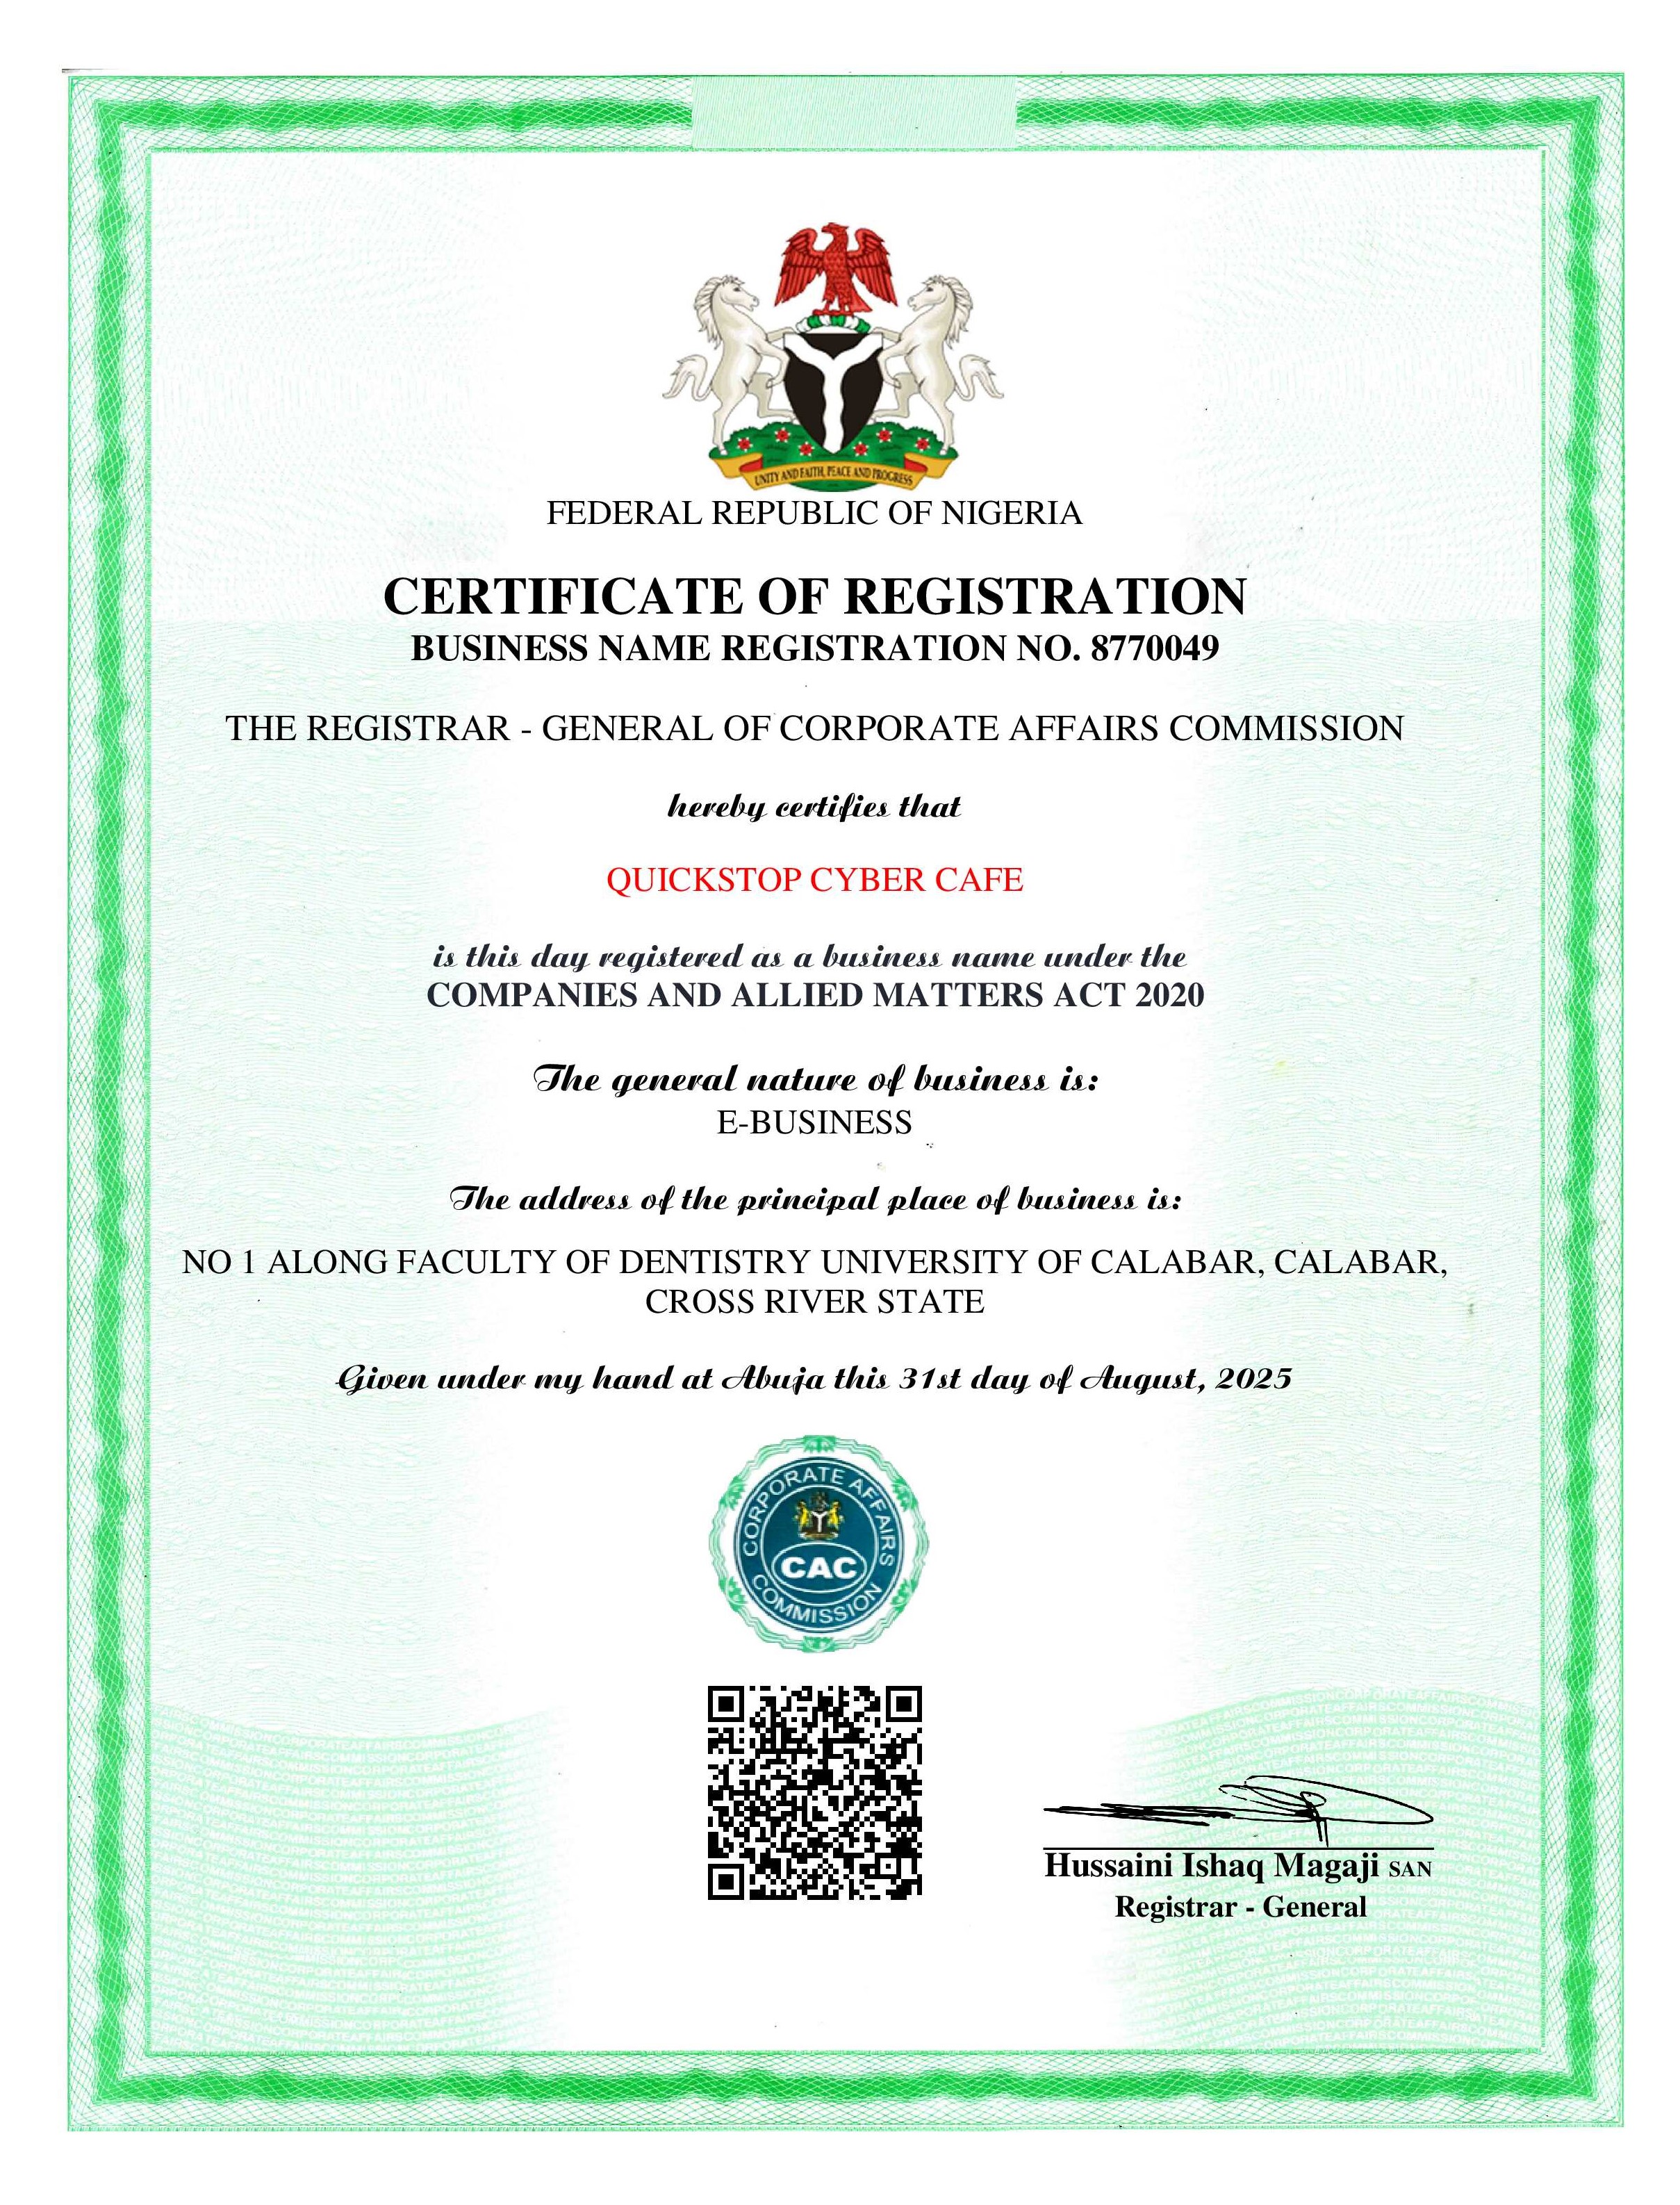 UNITY AND FAITH, PEACE AND PROGRESS
FEDERAL REPUBLIC OF NIGERIA
CERTIFICATE OF REGISTRATION
BUSINESS NAME REGISTRATION NO. 8770049
THE REGISTRAR - GENERAL OF CORPORATE AFFAIRS COMMISSION
hereby certifies that
QUICKSTOP CYBER CAFE
is this day registered as a business name under the
COMPANIES AND ALLIED MATTERS ACT 2020
The general nature of business is:
E-BUSINESS
The address of the principal place of business is:
NO 1 ALONG FACULTY OF DENTISTRY UNIVERSITY OF CALABAR, CALABAR,
CROSS RIVER STATE
Given under my hand at Abuja this 31st day of August, 2025
CORPORATE AFFAIRS
CAC
COMMISSION
Hussaini Ishaq Magaji SAN
Registrar - General